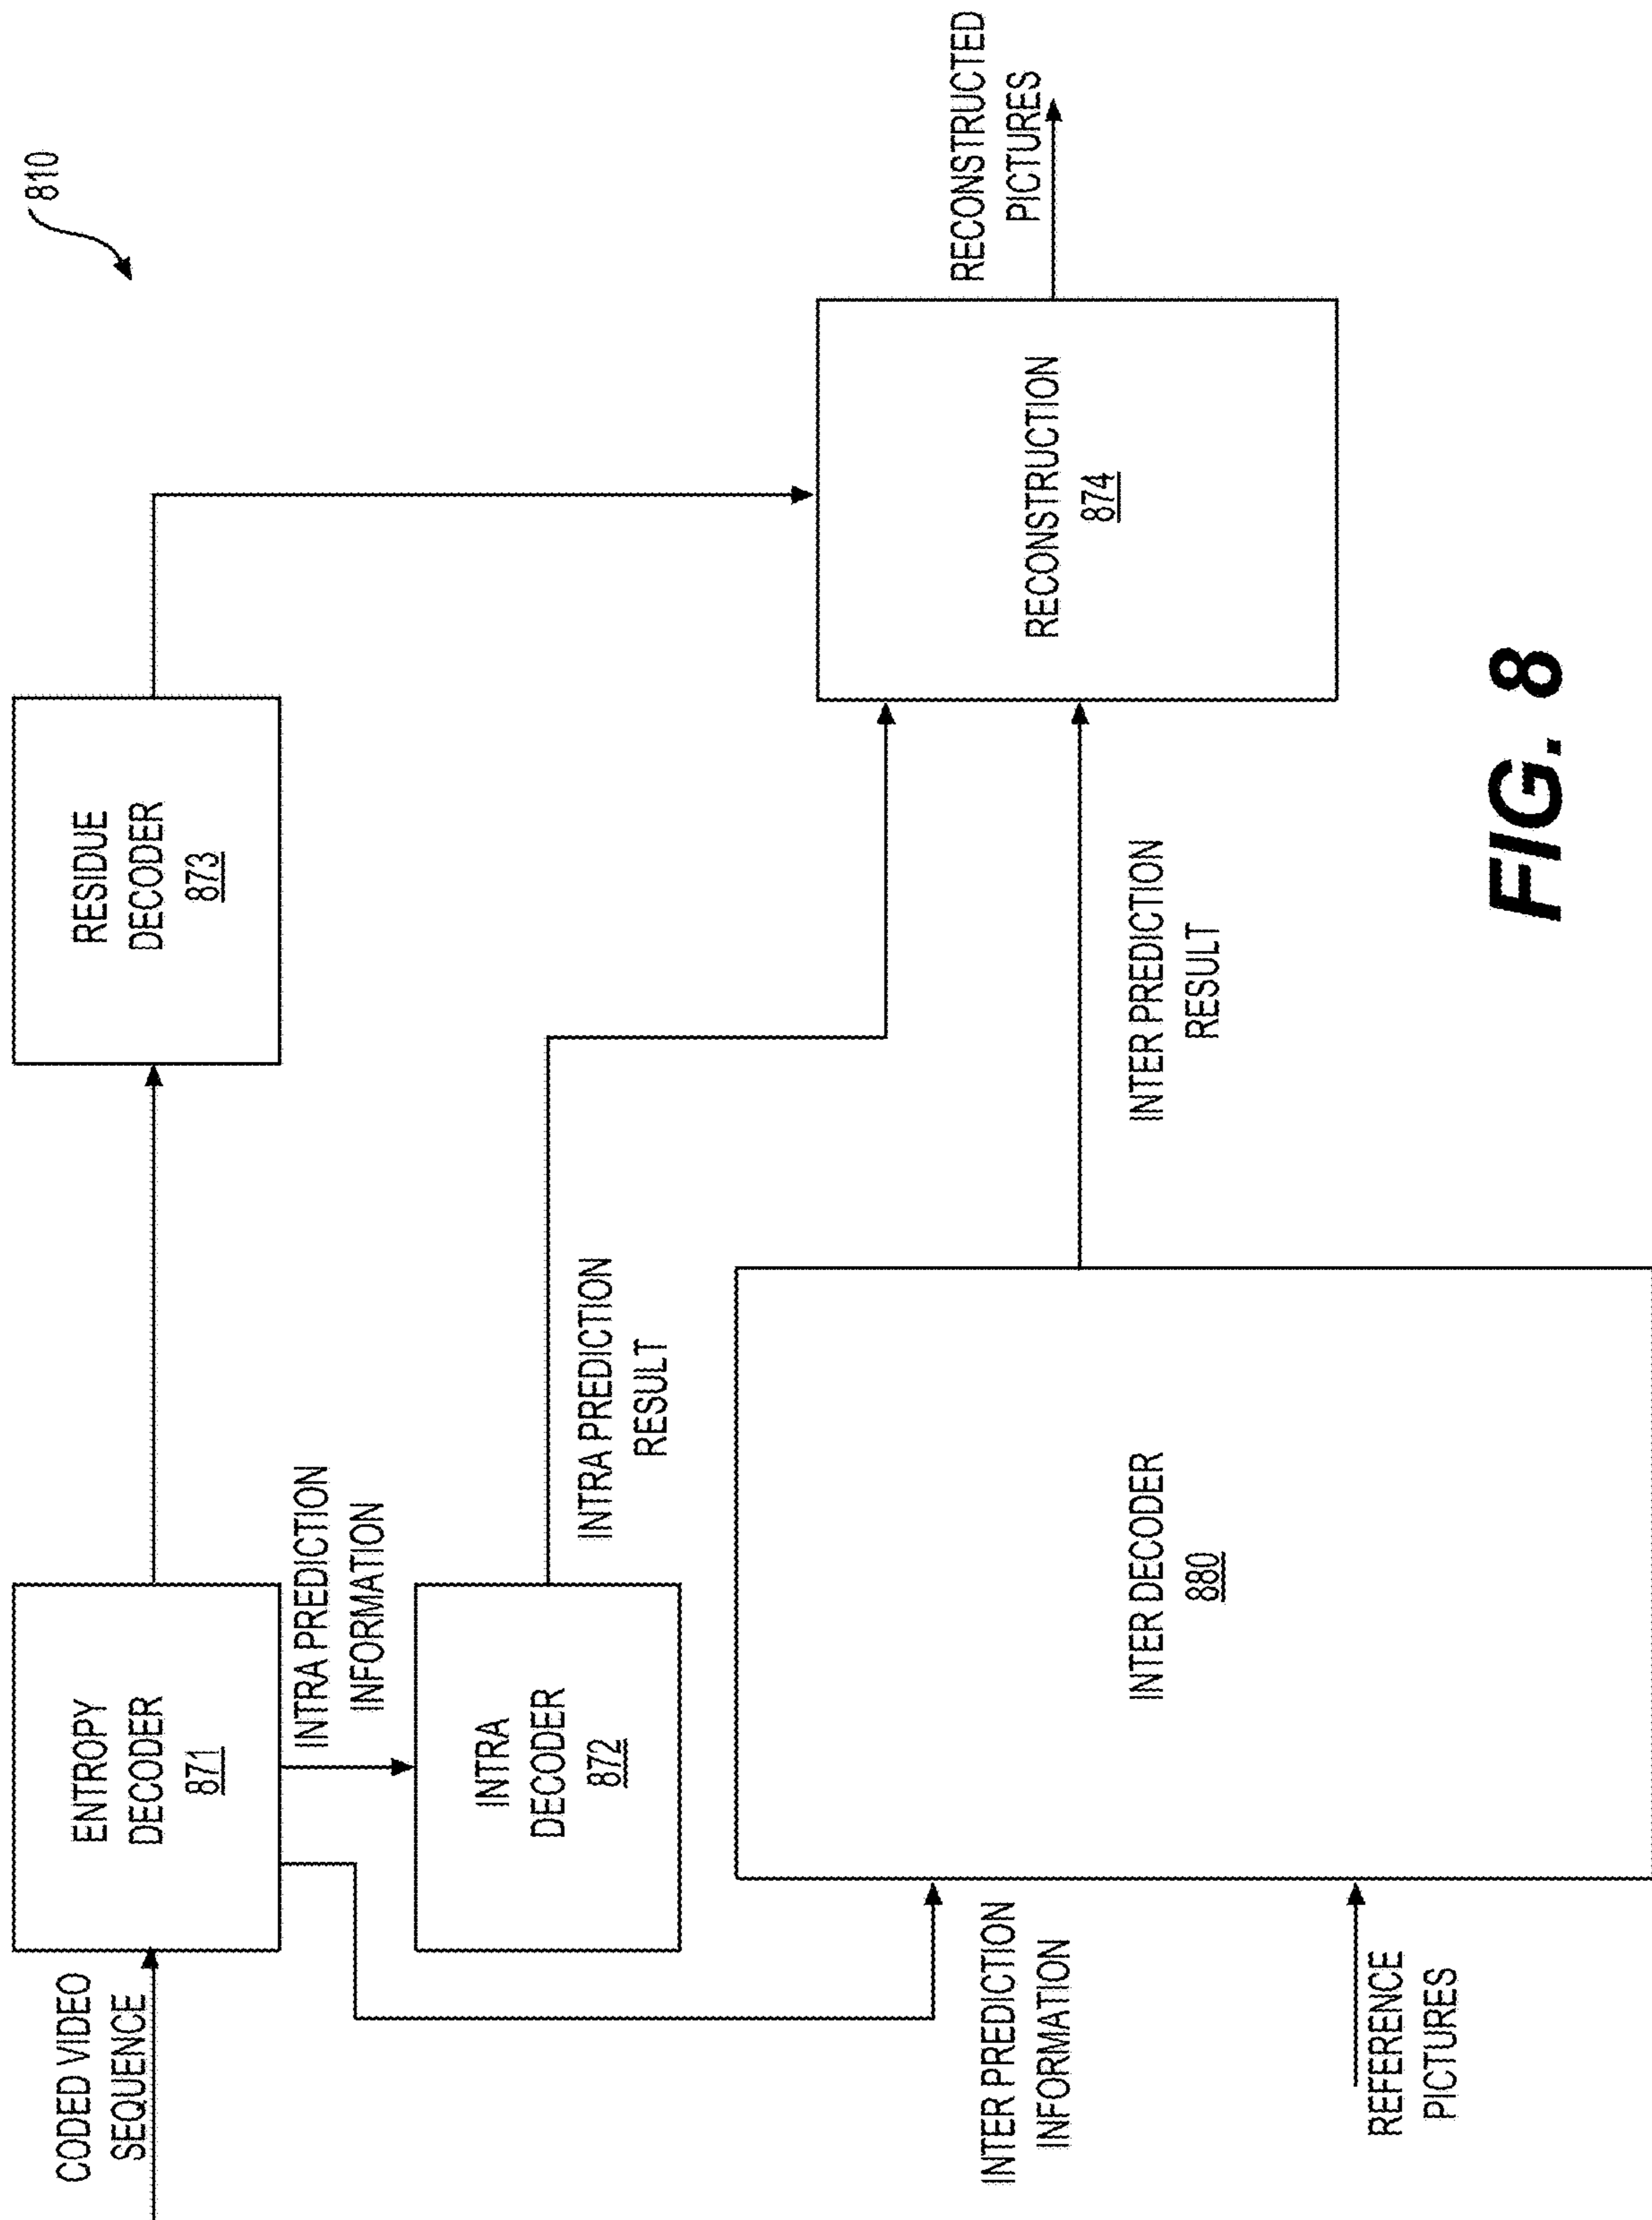 810
CODED VIDEO
SEQUENCE
ENTROPY
DECODER
871
RESIDUE
DECODER
873
INTRA PREDICTION
INFORMATION
INTRA
DECODER
872
INTRA PREDICTION
RESULT
RECONSTRUCTED
PICTURES
RECONSTRUCTION
874
INTER PREDICTION
INFORMATION
INTER DECODER
880
INTER PREDICTION
RESULT
REFERENCE
PICTURES
FIG. 8